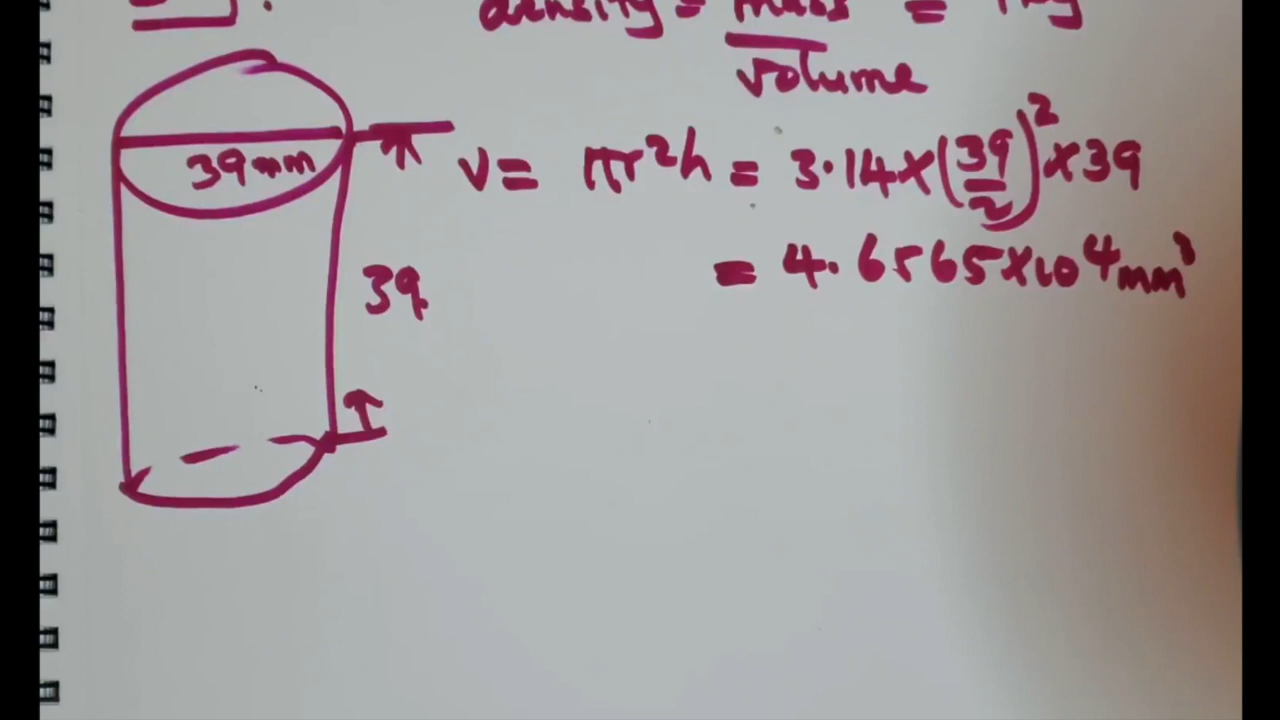 density = mass = 1kg
volume
39mm
V = πr²h = 3.14×(39/2)²×39
= 4.6565×10⁴mm³
39